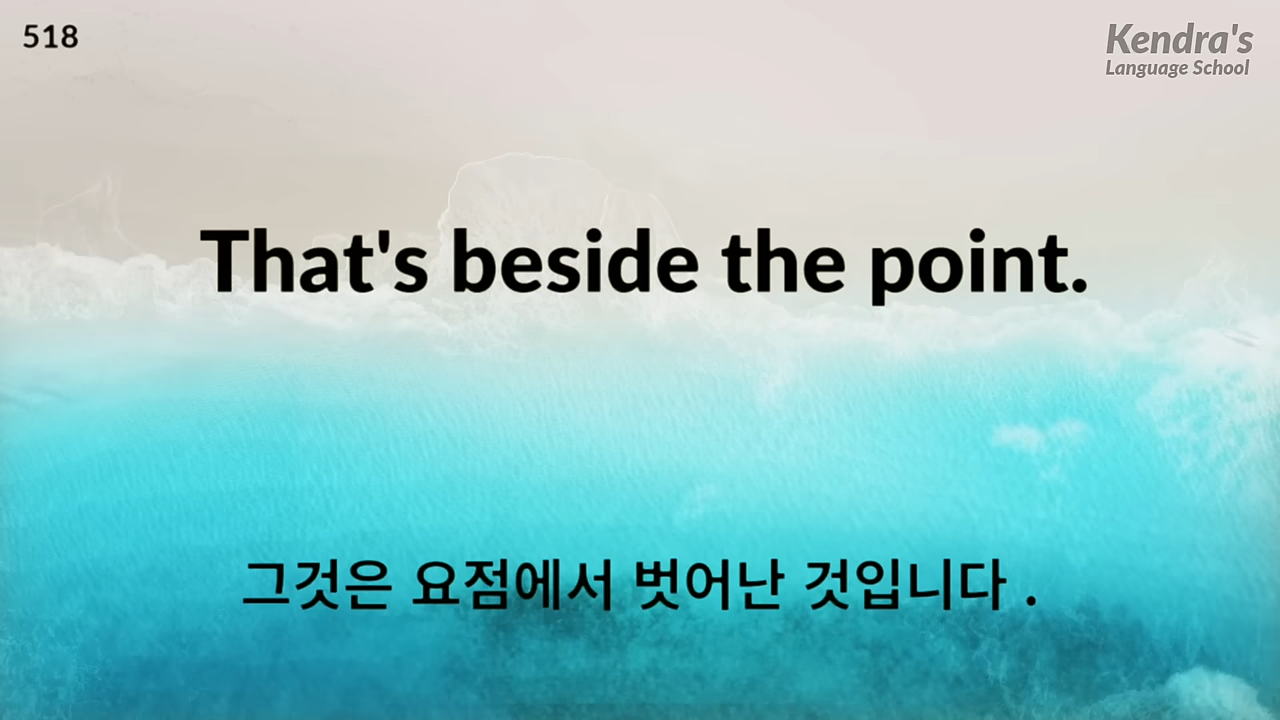 518
Kendra's
Language School
That's beside the point.
그것은 요점에서 벗어난 것입니다 .